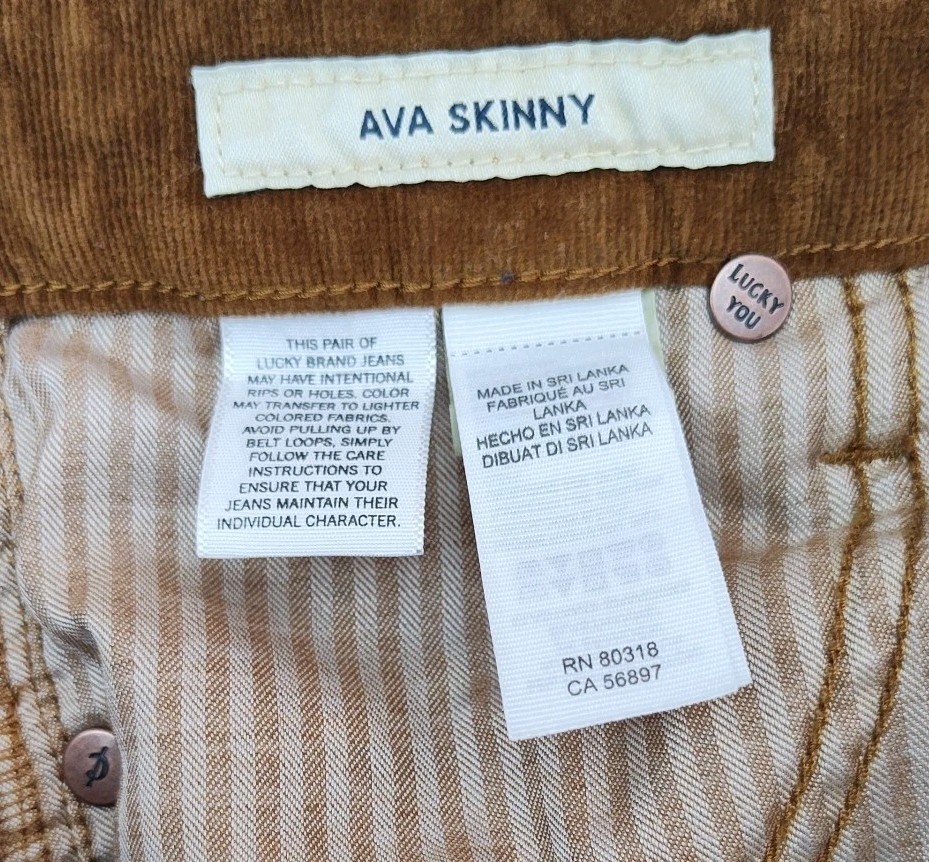 AVA SKINNY
LUCKY
YOU
THIS PAIR OF
LUCKY BRAND JEANS
MAY HAVE INTENTIONAL
RIPS OR HOLES. COLOR
MAY TRANSFER TO LIGHTER
COLORED FABRICS.
AVOID PULLING UP BY
BELT LOOPS, SIMPLY
FOLLOW THE CARE
INSTRUCTIONS TO
ENSURE THAT YOUR
JEANS MAINTAIN THEIR
INDIVIDUAL CHARACTER.
MADE IN SRI LANKA
FABRIQUÉ AU SRI
LANKA
HECHO EN SRI LANKA
DIBUAT DI SRI LANKA
RN 80318
CA 56897